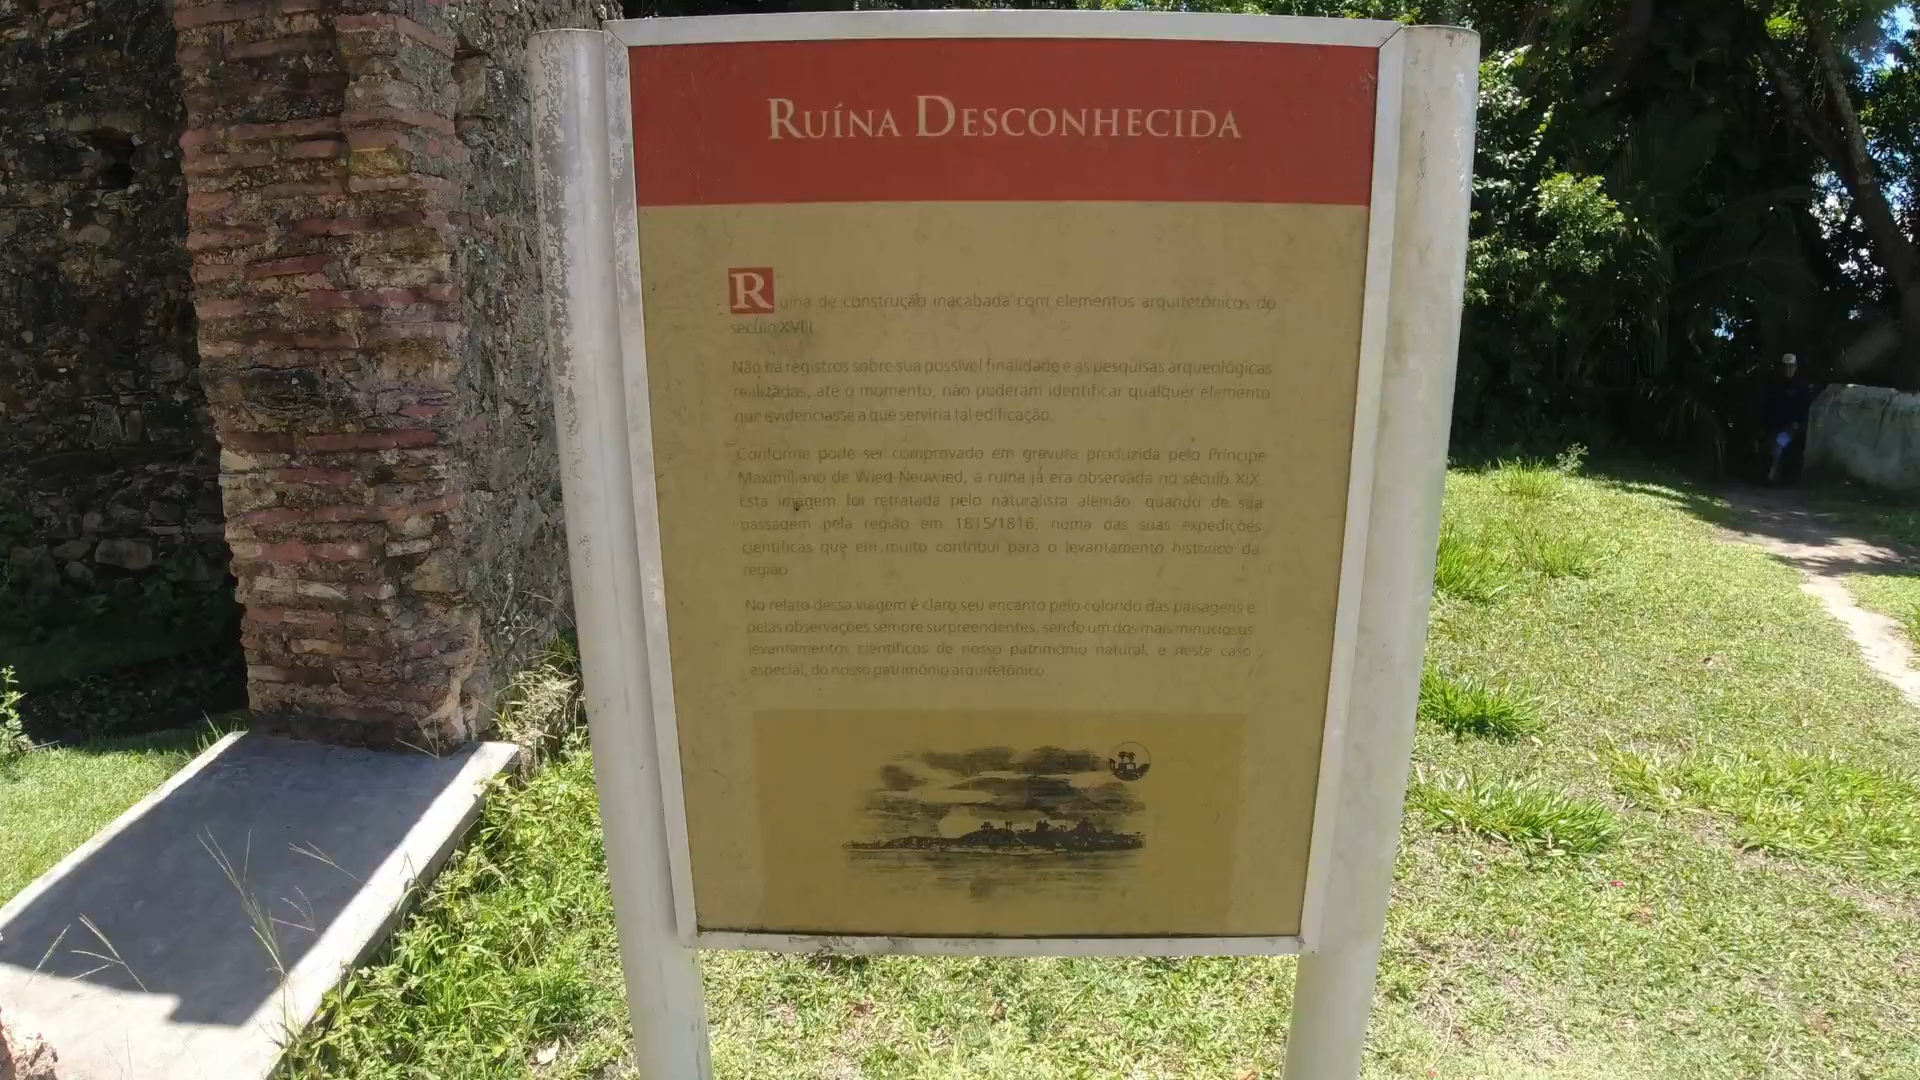 RUÍNA DESCONHECIDA
Ruína de construção inacabada com elementos arquitetônicos do
século XVIII.
Não há registros sobre sua possível finalidade e as pesquisas arqueológicas
realizadas, até o momento, não puderam identificar qualquer elemento
que evidenciasse a que serviria tal edificação.
Conforme pode ser comprovado em gravura produzida pelo Príncipe
Maximiliano de Wied-Neuwied, a ruína já era observada no século XIX.
Esta imagem foi retratada pelo naturalista alemão, quando de sua
passagem pela região em 1815/1816, numa das suas expedições
científicas que em muito contribui para o levantamento histórico da
região.
No relato dessa viagem é claro seu encanto pelo colorido das paisagens e
pelas observações sempre surpreendentes, sendo um dos mais minuciosos
levantamentos científicos de nosso patrimônio natural, e neste caso
especial, do nosso patrimônio arquitetônico.